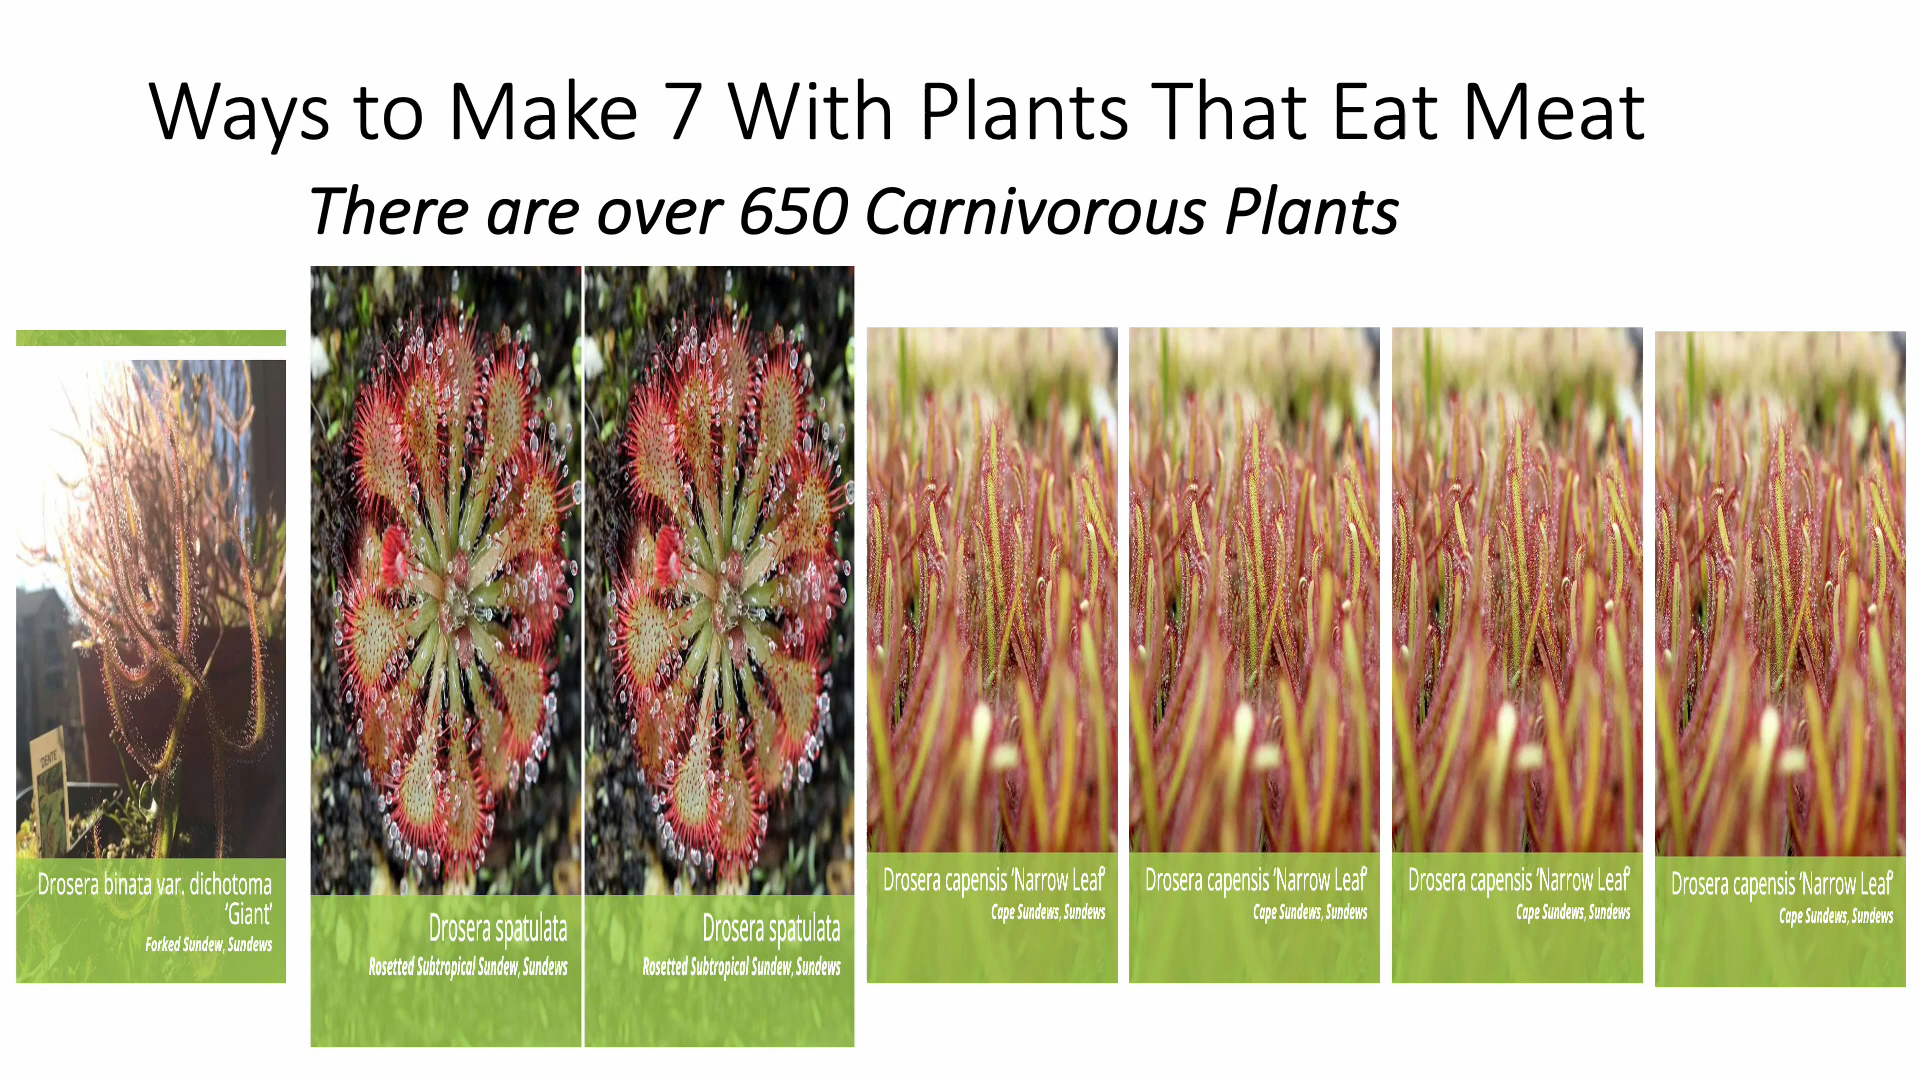 Ways to Make 7 With Plants That Eat Meat
There are over 650 Carnivorous Plants
'DENTE'
Drosera binata var. dichotoma
'Giant'
Forked Sundew, Sundews
Drosera spatulata
Rosetted Subtropical Sundew, Sundews
Drosera spatulata
Rosetted Subtropical Sundew, Sundews
Drosera capensis 'Narrow Leaf'
Cape Sundews, Sundews
Drosera capensis 'Narrow Leaf'
Cape Sundews, Sundews
Drosera capensis 'Narrow Leaf'
Cape Sundews, Sundews
Drosera capensis 'Narrow Leaf'
Cape Sundews, Sundews